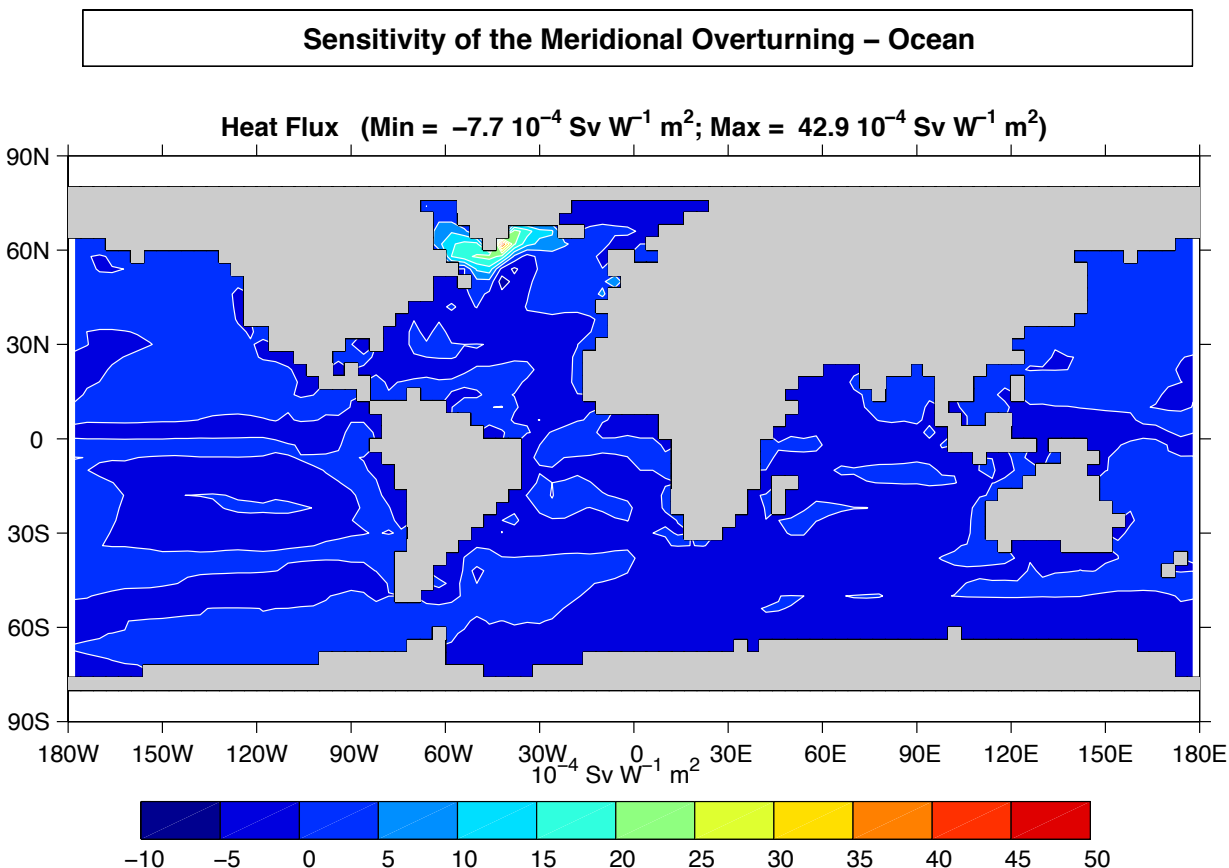 Sensitivity of the Meridional Overturning – Ocean
Heat Flux (Min = −7.7 10⁻⁴ Sv W⁻¹ m²; Max = 42.9 10⁻⁴ Sv W⁻¹ m²)
90N
60N
30N
0
30S
60S
90S
180W 150W 120W 90W 60W 30W 0 30E 60E 90E 120E 150E 180E
10⁻⁴ Sv W⁻¹ m²
−10 −5 0 5 10 15 20 25 30 35 40 45 50